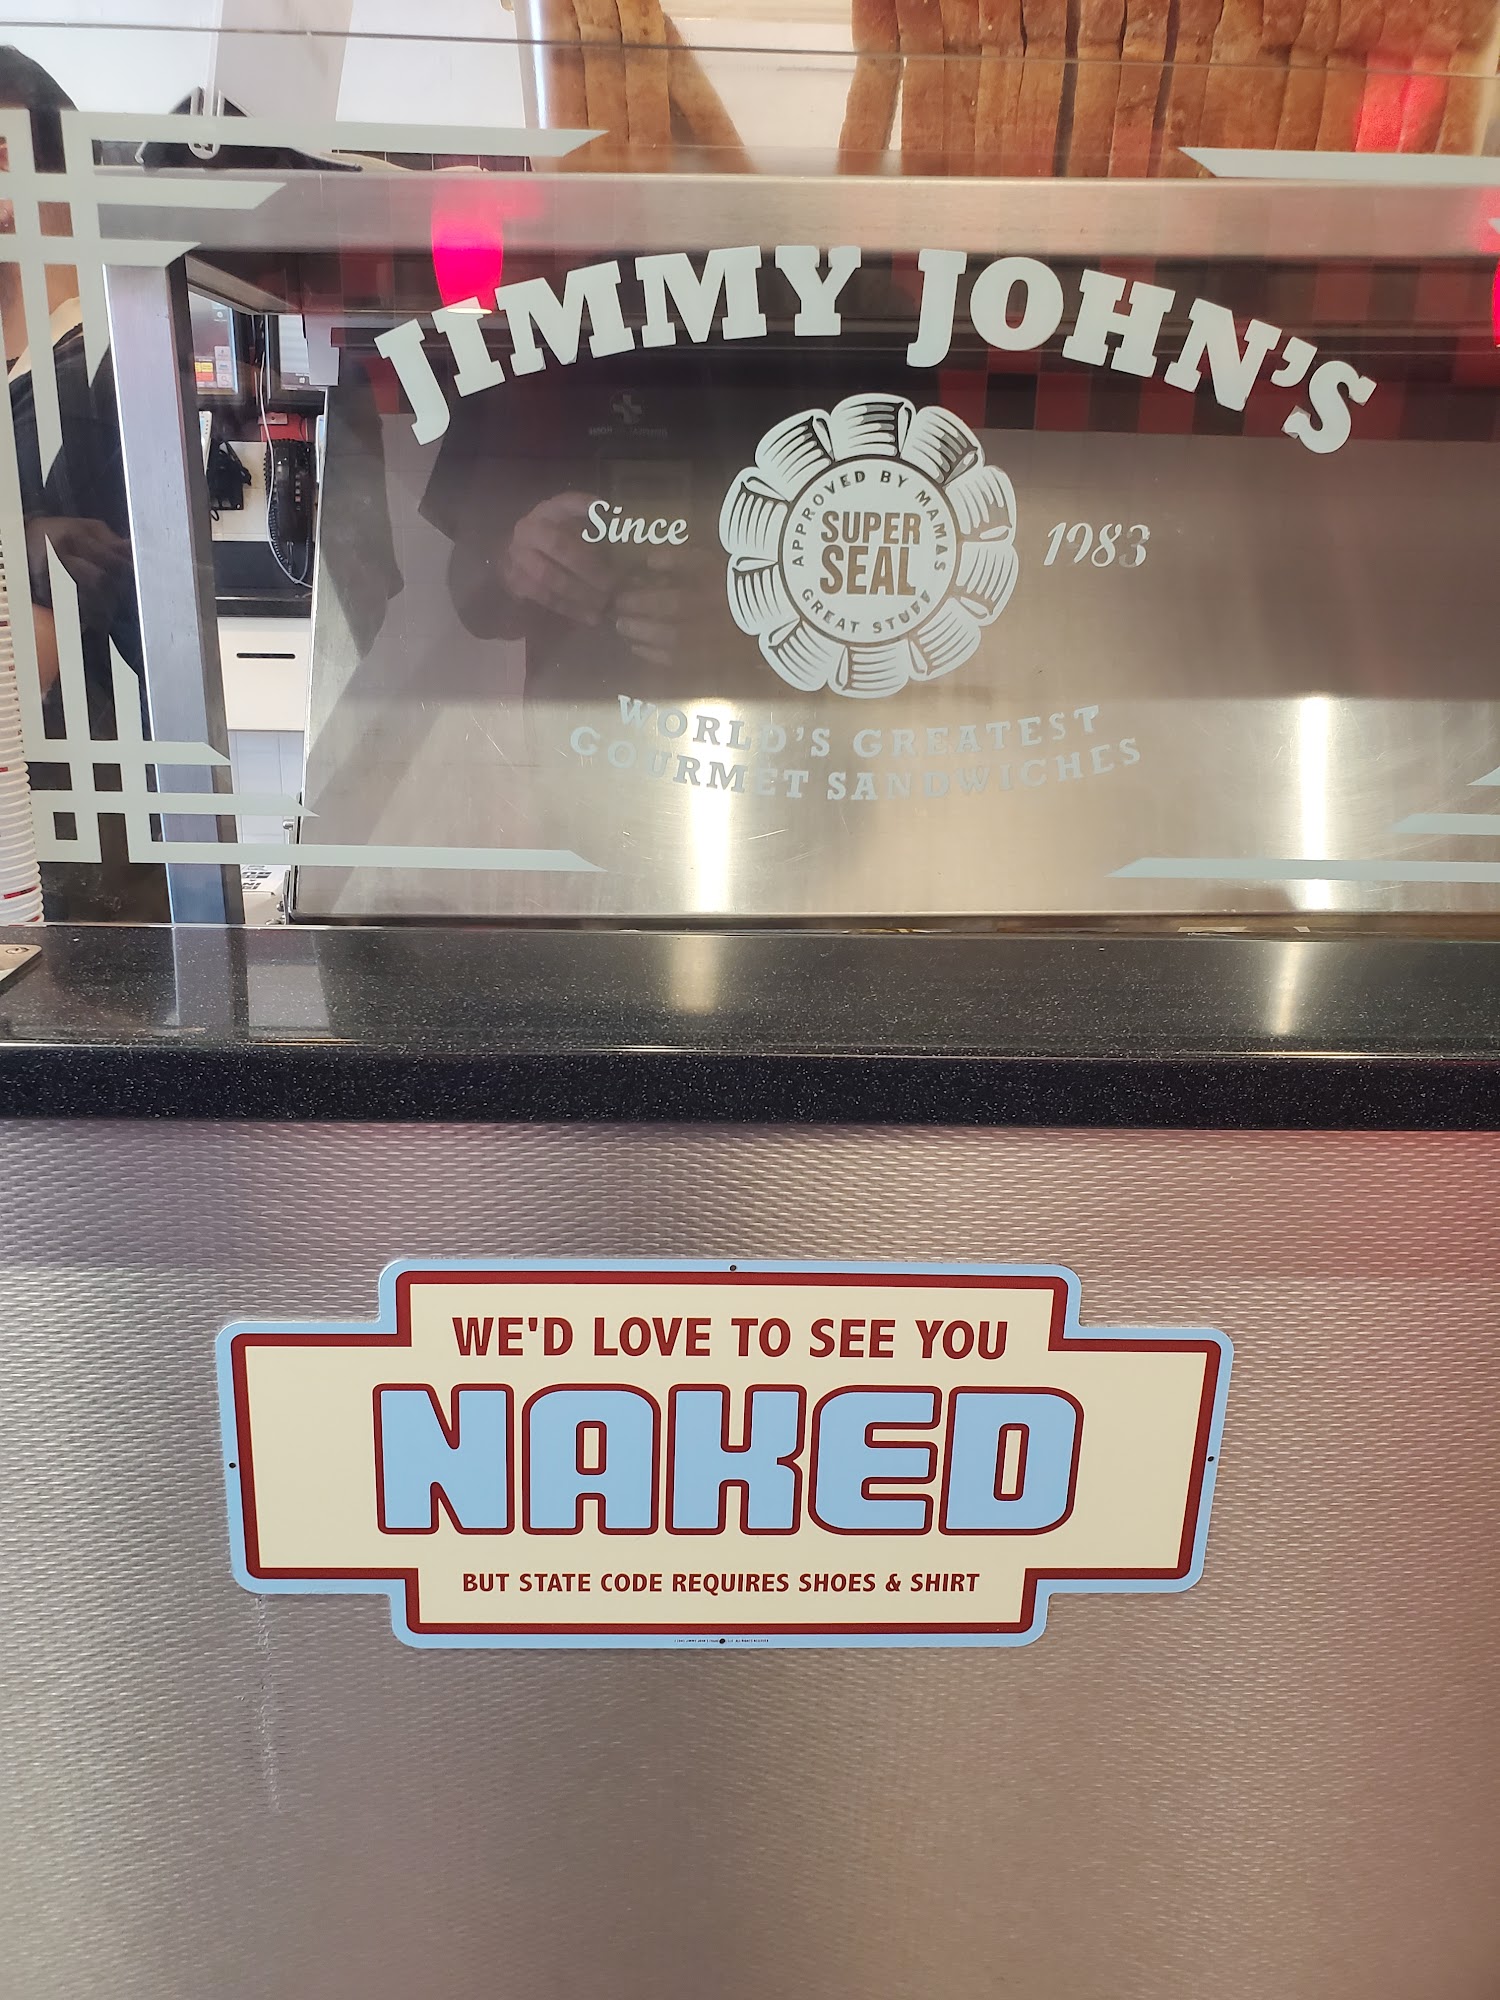 JIMMY JOHN'S
Since
1983
APPROVED BY MAMAS
SUPER
SEAL
GREAT STUFF
WORLD'S GREATEST
GOURMET SANDWICHES
WE'D LOVE TO SEE YOU
NAKED
BUT STATE CODE REQUIRES SHOES & SHIRT